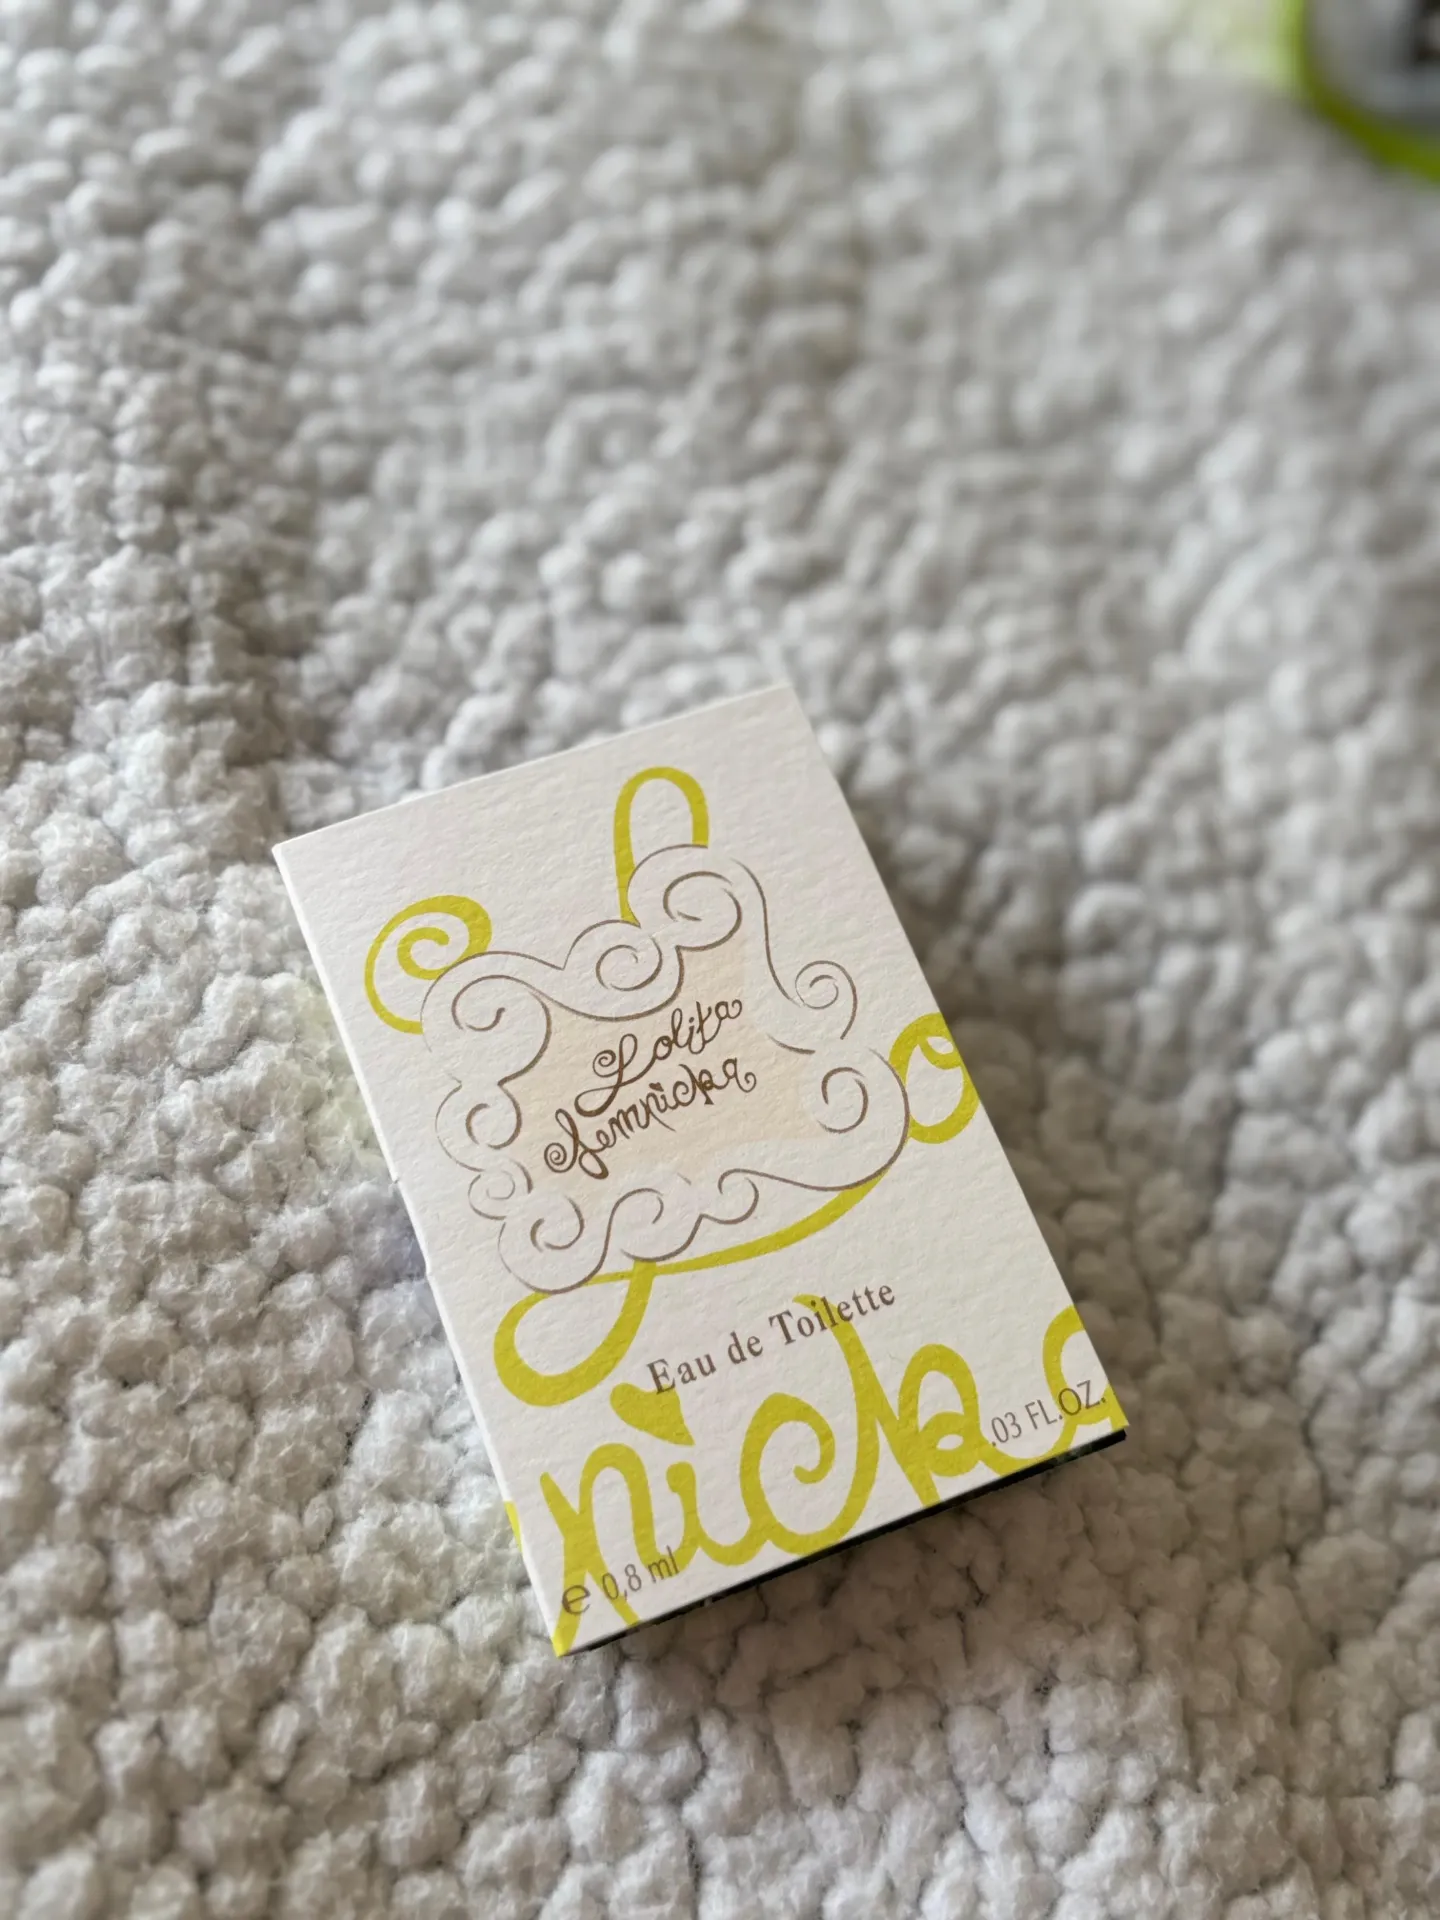 Lolita
Lempicka
Eau de Toilette
.03 FL.OZ.
e 0,8 ml
nicka